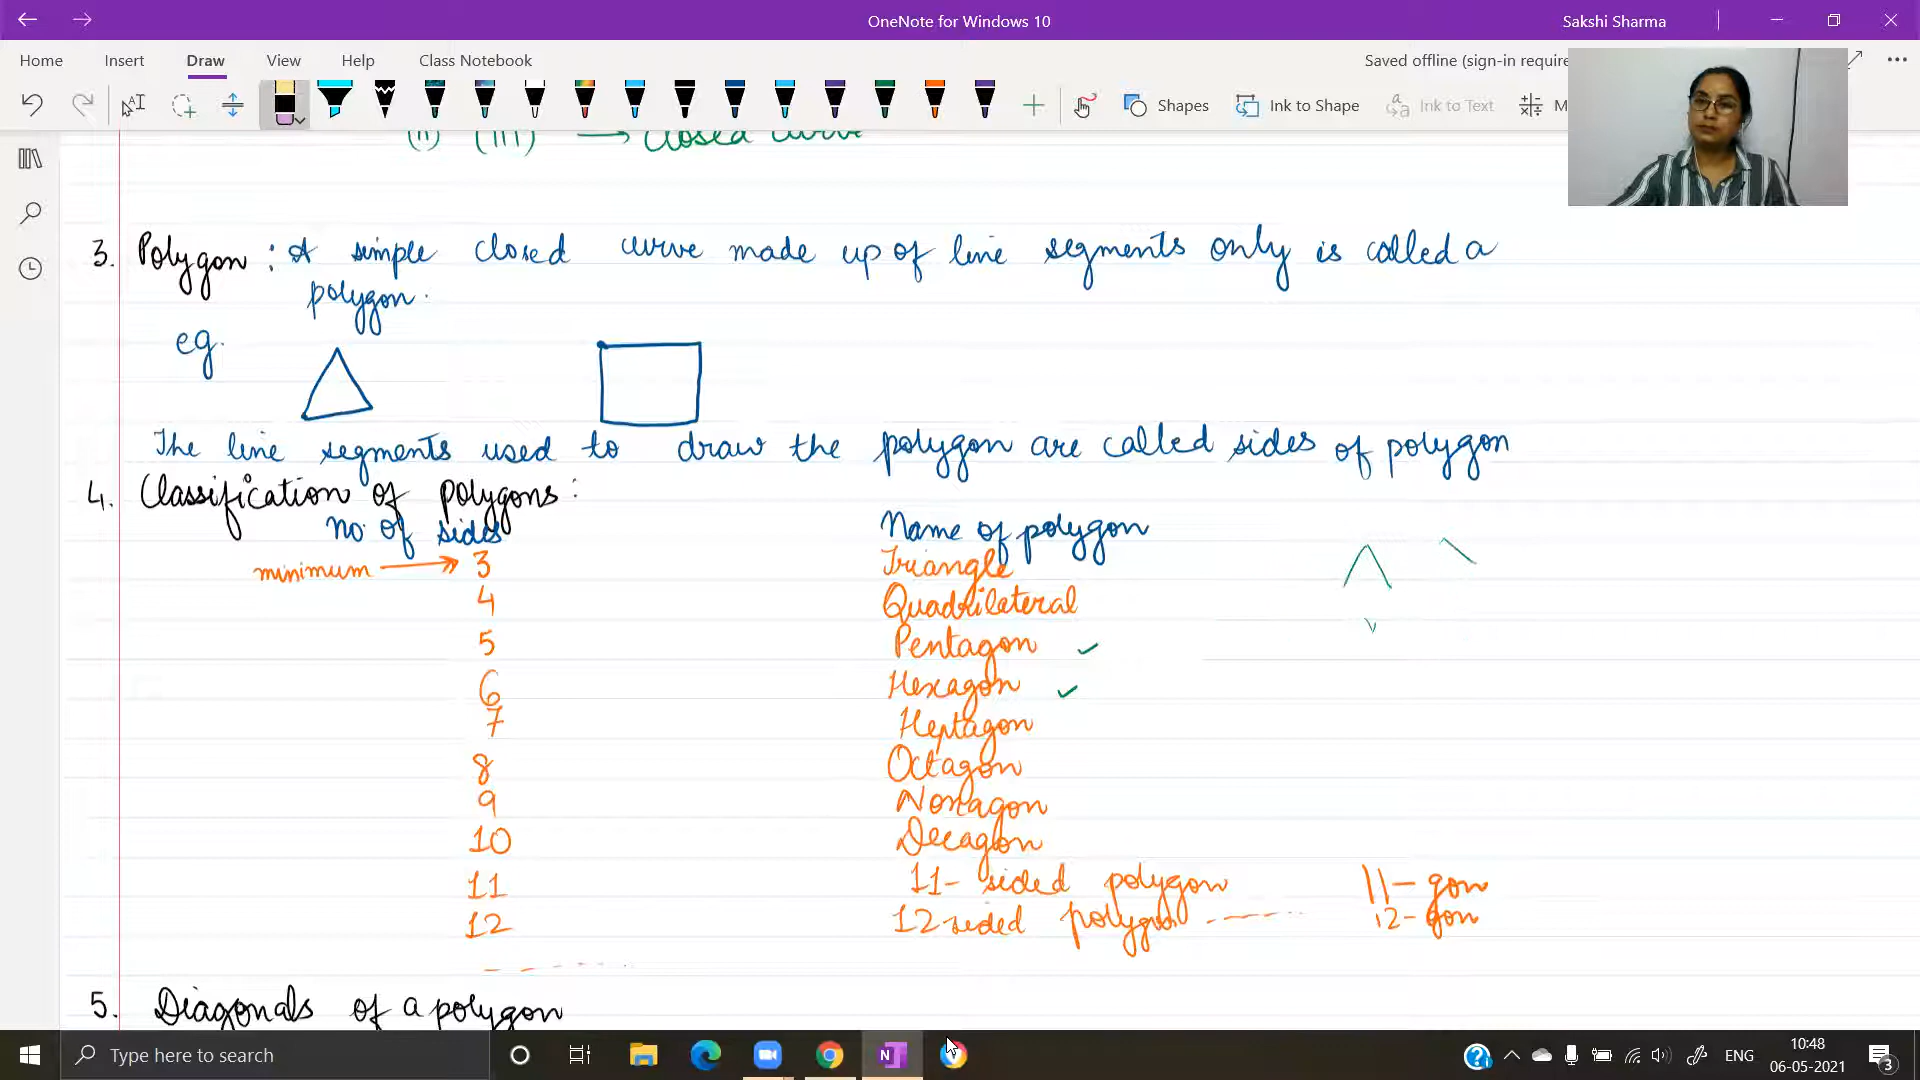 OneNote for Windows 10
Sakshi Sharma
Home Insert Draw View Help Class Notebook
Saved offline (sign-in require
Shapes Ink to Shape Ink to Text M
(ii) (iii) → closed curve
3. Polygon : A simple closed curve made up of line segments only is called a
polygon.
eg.
The line segments used to draw the polygon are called sides of polygon
4. Classification of polygons :
no. of sides Name of polygon
minimum → 3 Triangle
4 Quadrilateral
5 Pentagon ✓
6 Hexagon ✓
7 Heptagon
8 Octagon
9 Nonagon
10 Decagon
11 11- sided polygon 11- gon
12 12 sided polygon ------ 12- gon
5. Diagonals of a polygon
Type here to search
ENG
10:48
06-05-2021
3